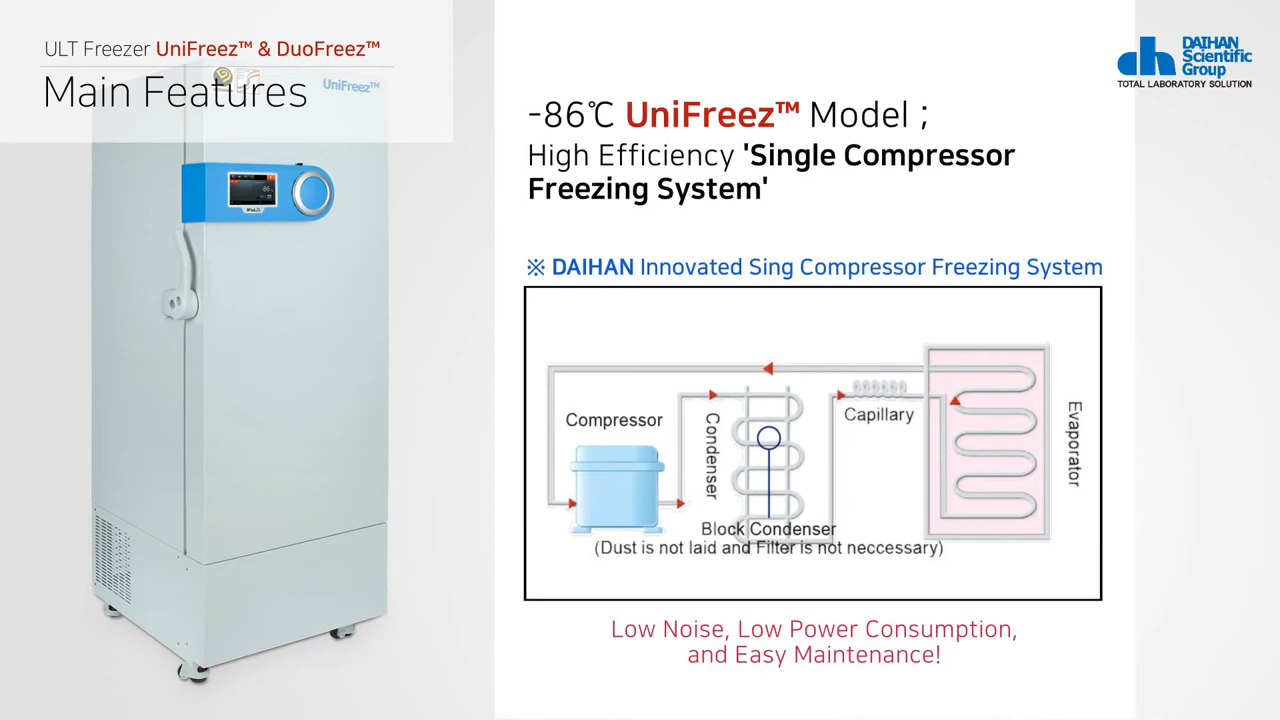 ULT Freezer UniFreez™ & DuoFreez™
Main Features
UniFreez™
-86
DAIHAN
Scientific
Group
TOTAL LABORATORY SOLUTION
-86℃ UniFreez™ Model ;
High Efficiency 'Single Compressor
Freezing System'
※ DAIHAN Innovated Sing Compressor Freezing System
Compressor
Condenser
Capillary
Evaporator
Block Condenser
(Dust is not laid and Filter is not neccessary)
Low Noise, Low Power Consumption,
and Easy Maintenance!